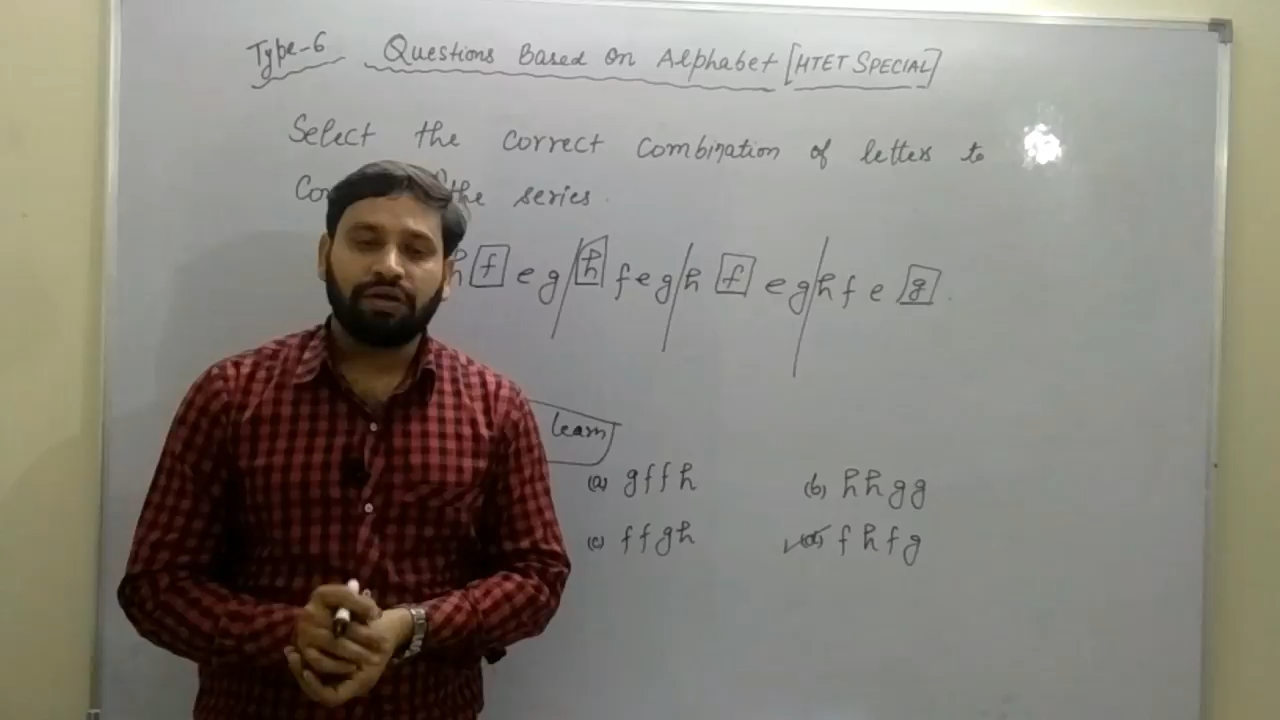 Type-6 Questions Based on Alphabet [HTET SPECIAL]
Select the correct combination of letters to
the series.
h f e g / h f e g / h f e g / h f e g .
learn
(a) g f f h (b) h h g g
(c) f f g h (d) f h f g